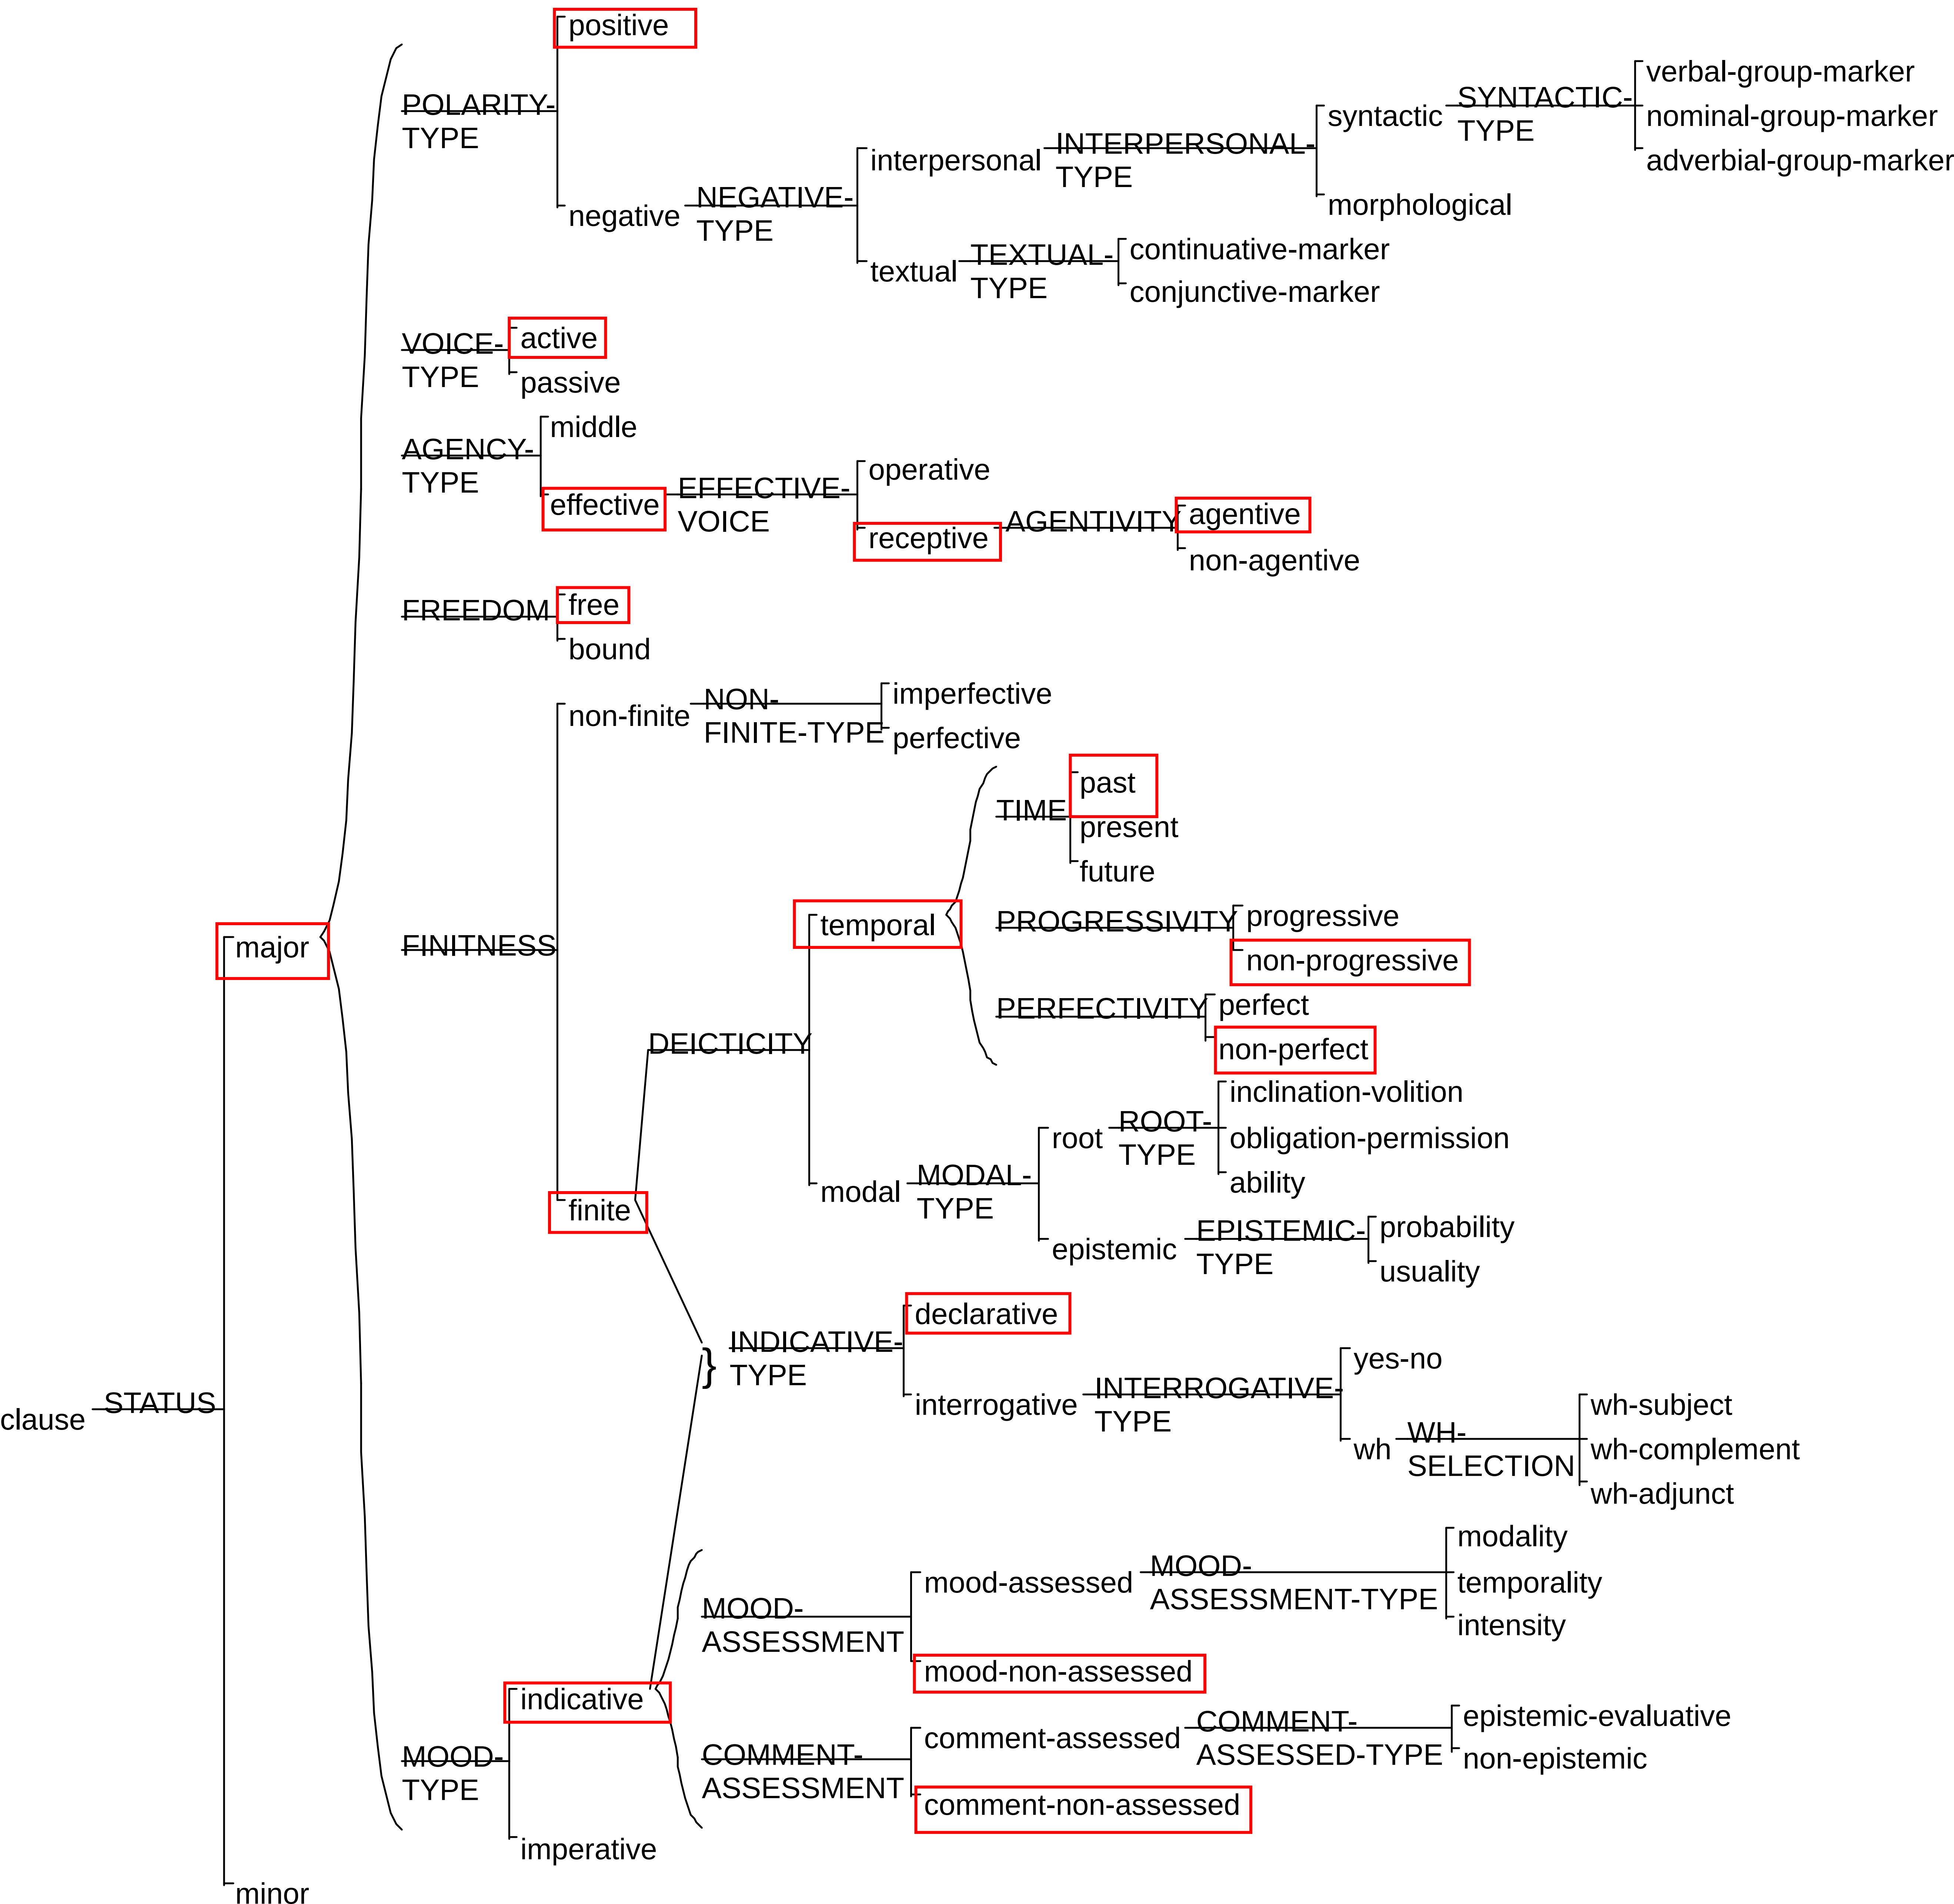 positive
POLARITY-
TYPE
negative
NEGATIVE-
TYPE
interpersonal
INTERPERSONAL-
TYPE
syntactic
SYNTACTIC-
TYPE
verbal-group-marker
nominal-group-marker
adverbial-group-marker
morphological
textual
TEXTUAL-
TYPE
continuative-marker
conjunctive-marker
VOICE-
TYPE
active
passive
AGENCY-
TYPE
middle
effective
EFFECTIVE-
VOICE
operative
receptive
AGENTIVITY
agentive
non-agentive
FREEDOM
free
bound
FINITNESS
non-finite
NON-
FINITE-TYPE
imperfective
perfective
finite
DEICTICITY
temporal
TIME
past
present
future
PROGRESSIVITY
progressive
non-progressive
PERFECTIVITY
perfect
non-perfect
modal
MODAL-
TYPE
root
ROOT-
TYPE
inclination-volition
obligation-permission
ability
epistemic
EPISTEMIC-
TYPE
probability
usuality
}
INDICATIVE-
TYPE
declarative
interrogative
INTERROGATIVE-
TYPE
yes-no
wh
WH-
SELECTION
wh-subject
wh-complement
wh-adjunct
clause
STATUS
major
minor
MOOD-
TYPE
indicative
MOOD-
ASSESSMENT
mood-assessed
MOOD-
ASSESSMENT-TYPE
modality
temporality
intensity
mood-non-assessed
COMMENT-
ASSESSMENT
comment-assessed
COMMENT-
ASSESSED-TYPE
epistemic-evaluative
non-epistemic
comment-non-assessed
imperative